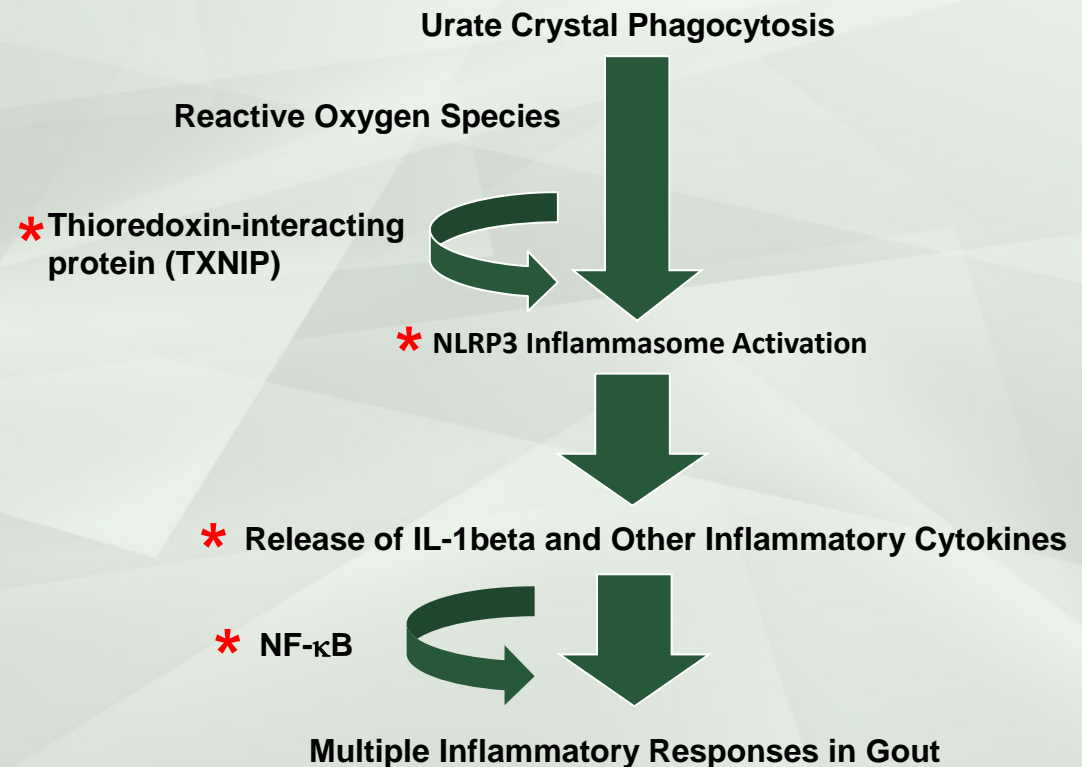 Urate Crystal Phagocytosis
Reactive Oxygen Species
* Thioredoxin-interacting
protein (TXNIP)
* NLRP3 Inflammasome Activation
* Release of IL-1beta and Other Inflammatory Cytokines
* NF-κB
Multiple Inflammatory Responses in Gout